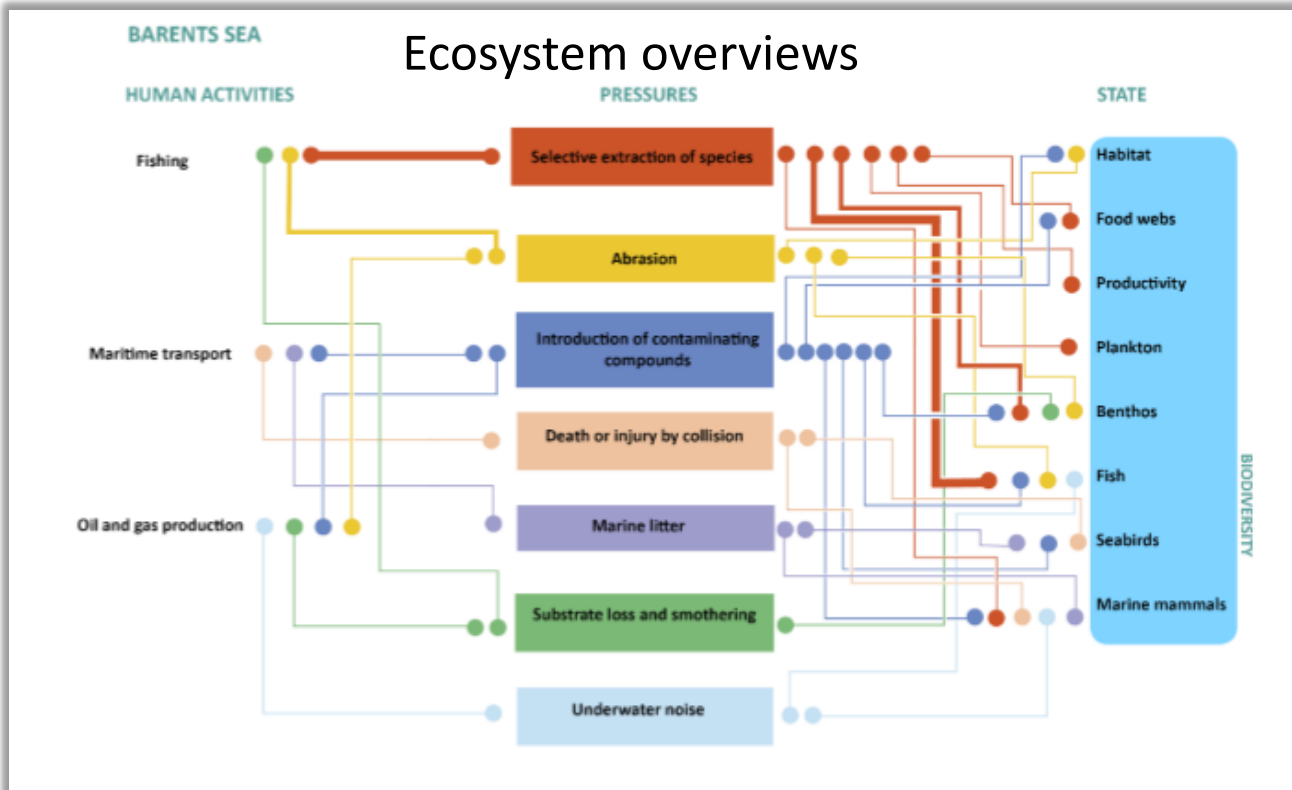 BARENTS SEA
Ecosystem overviews
HUMAN ACTIVITIES
PRESSURES
STATE
Fishing
Selective extraction of species
Habitat
Food webs
Abrasion
Productivity
Maritime transport
Introduction of contaminating
compounds
Plankton
Benthos
Death or injury by collision
Fish
Oil and gas production
Marine litter
Seabirds
BIODIVERSITY
Marine mammals
Substrate loss and smothering
Underwater noise